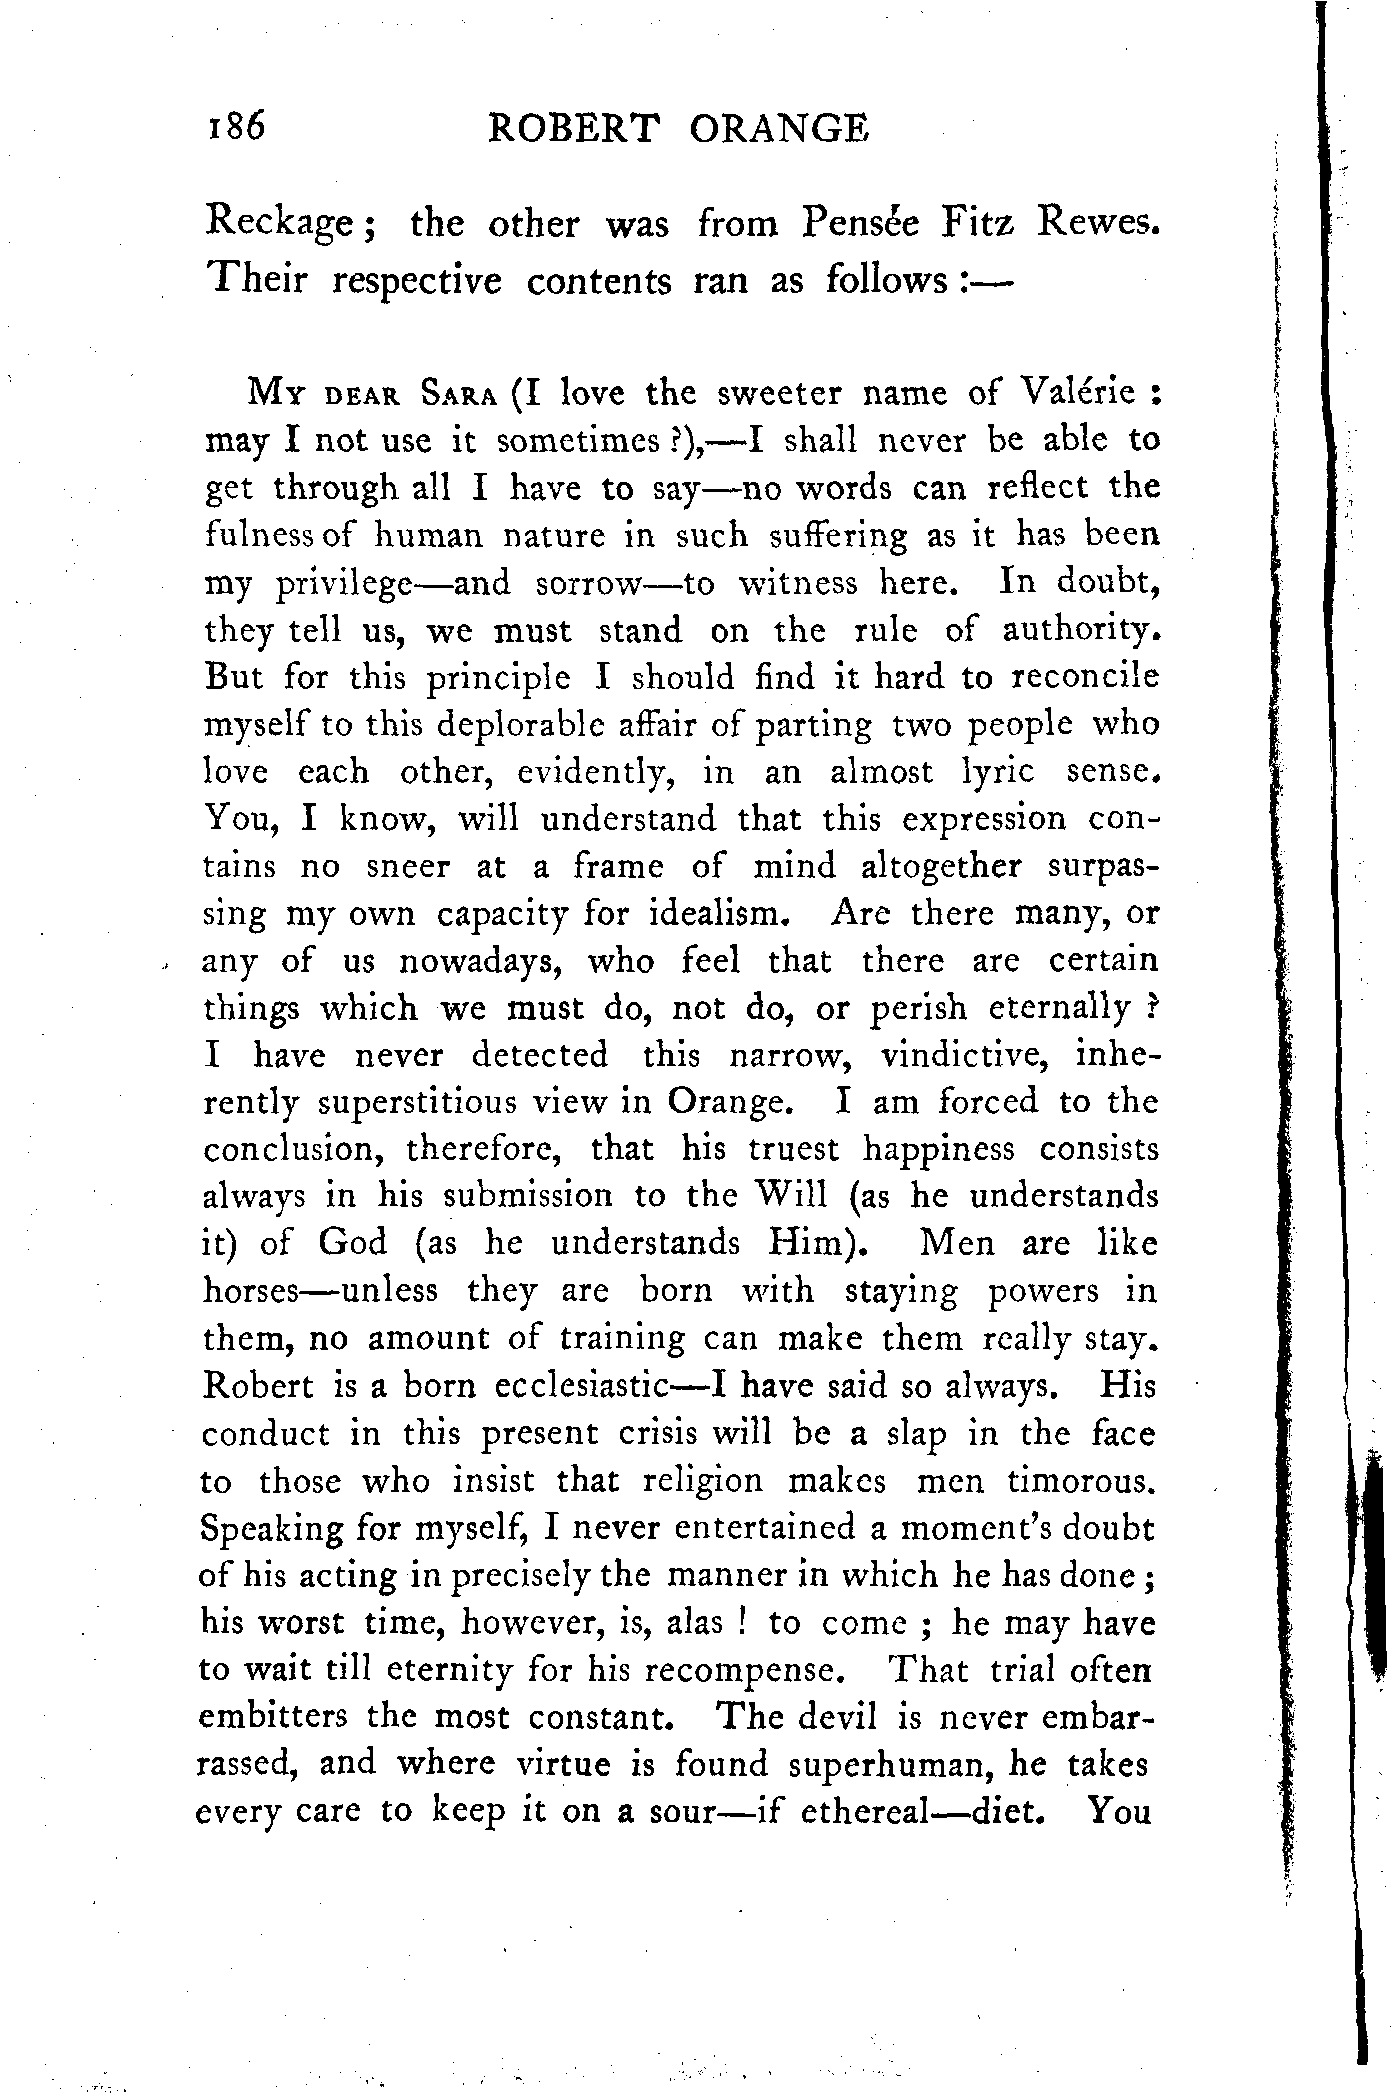 186 ROBERT ORANGE
Reckage ; the other was from Pensée Fitz Rewes.
Their respective contents ran as follows :—
My dear Sara (I love the sweeter name of Valérie :
may I not use it sometimes ?),—I shall never be able to
get through all I have to say—no words can reflect the
fulness of human nature in such suffering as it has been
my privilege—and sorrow—to witness here. In doubt,
they tell us, we must stand on the rule of authority.
But for this principle I should find it hard to reconcile
myself to this deplorable affair of parting two people who
love each other, evidently, in an almost lyric sense.
You, I know, will understand that this expression con-
tains no sneer at a frame of mind altogether surpas-
sing my own capacity for idealism. Are there many, or
any of us nowadays, who feel that there are certain
things which we must do, not do, or perish eternally ?
I have never detected this narrow, vindictive, inhe-
rently superstitious view in Orange. I am forced to the
conclusion, therefore, that his truest happiness consists
always in his submission to the Will (as he understands
it) of God (as he understands Him). Men are like
horses—unless they are born with staying powers in
them, no amount of training can make them really stay.
Robert is a born ecclesiastic—I have said so always. His
conduct in this present crisis will be a slap in the face
to those who insist that religion makes men timorous.
Speaking for myself, I never entertained a moment's doubt
of his acting in precisely the manner in which he has done ;
his worst time, however, is, alas ! to come ; he may have
to wait till eternity for his recompense. That trial often
embitters the most constant. The devil is never embar-
rassed, and where virtue is found superhuman, he takes
every care to keep it on a sour—if ethereal—diet. You